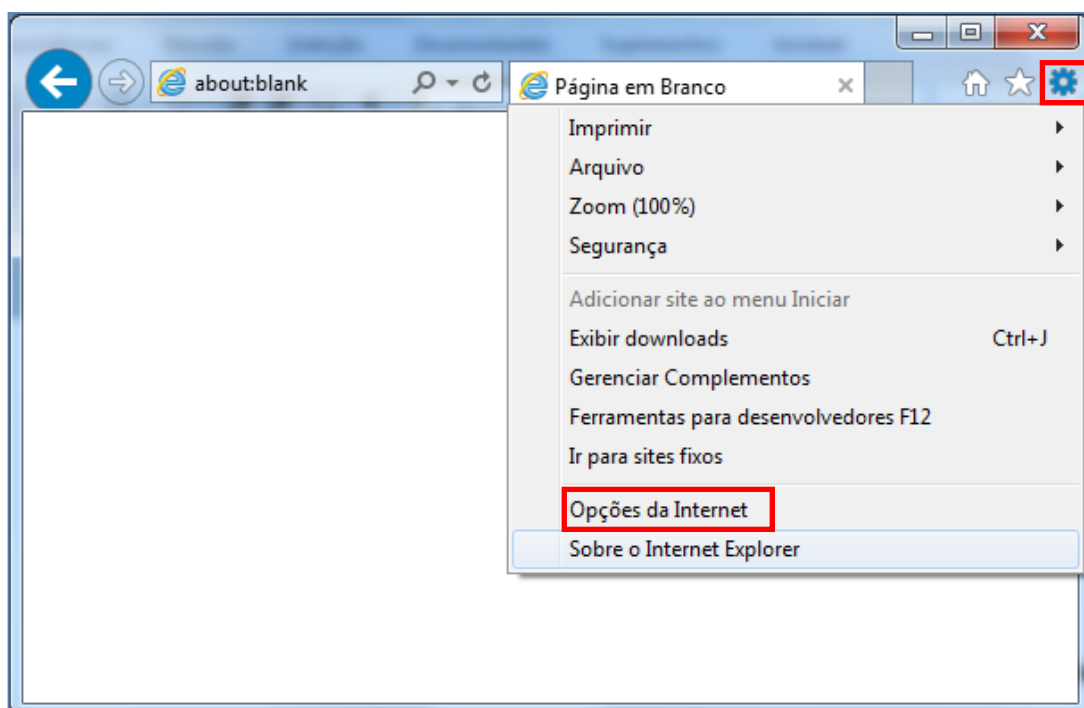 about:blank
Página em Branco
Imprimir
Arquivo
Zoom (100%)
Segurança
Adicionar site ao menu Iniciar
Exibir downloads Ctrl+J
Gerenciar Complementos
Ferramentas para desenvolvedores F12
Ir para sites fixos
Opções da Internet
Sobre o Internet Explorer